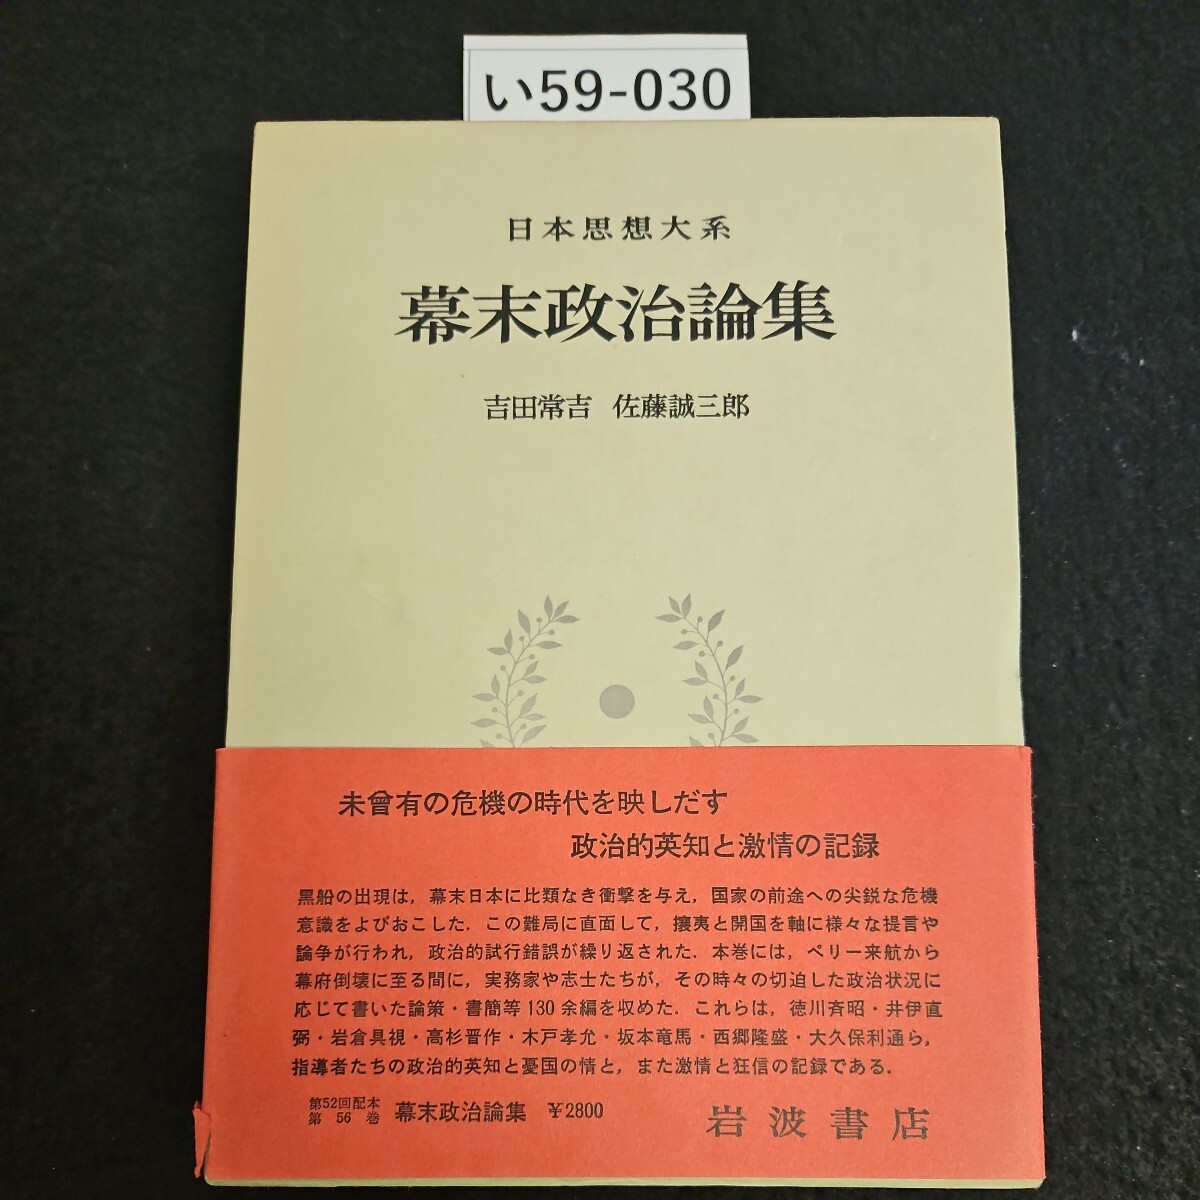 い59-030
日本思想大系
幕末政治論集
吉田常吉 佐藤誠三郎
未曾有の危機の時代を映しだす
政治的英知と激情の記録
黒船の出現は，幕末日本に比類なき衝撃を与え，国家の前途への尖鋭な危機
意識をよびおこした．この難局に直面して，攘夷と開国を軸に様々な提言や
論争が行われ，政治的試行錯誤が繰り返された．本巻には，ペリー来航から
幕府倒壊に至る間に，実務家や志士たちが，その時々の切迫した政治状況に
応じて書いた論策・書簡等130余編を収めた．これらは，徳川斉昭・井伊直
弼・岩倉具視・高杉晋作・木戸孝允・坂本竜馬・西郷隆盛・大久保利通ら，
指導者たちの政治的英知と憂国の情と，また激情と狂信の記録である．
第52回配本
第 56 巻 幕末政治論集 ￥2800
岩波書店